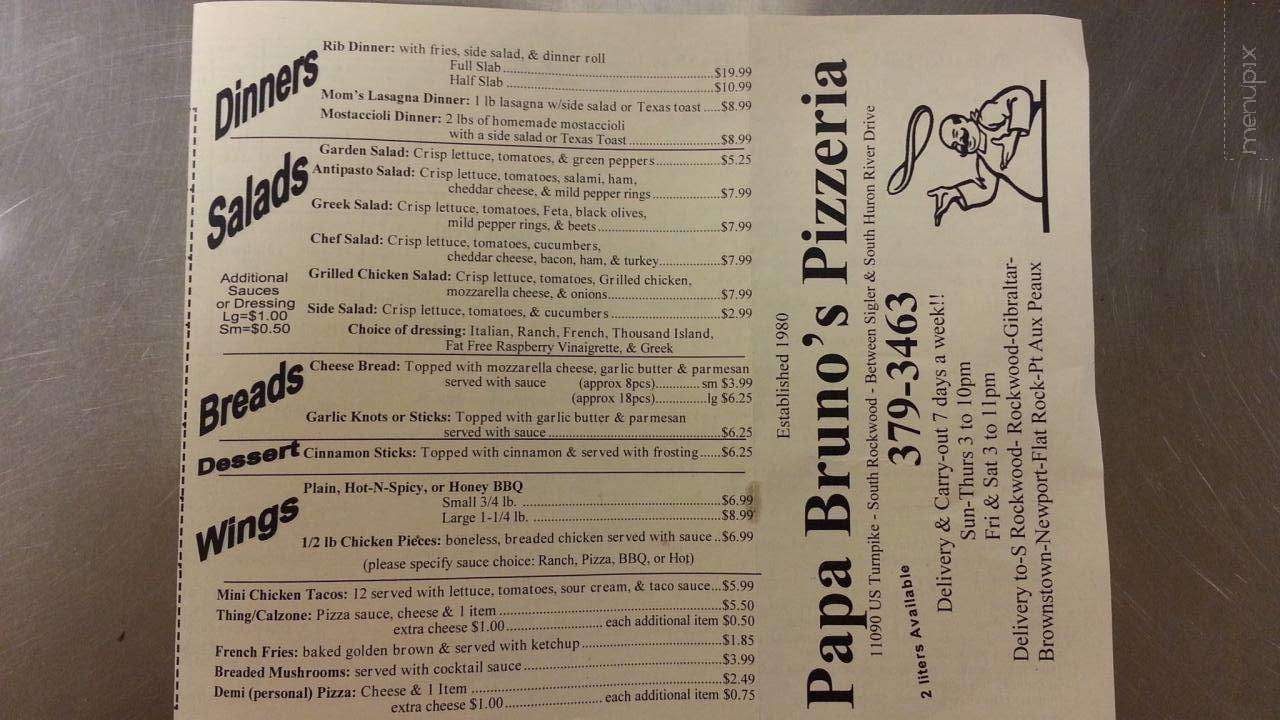 Dinners
Rib Dinner: with fries, side salad, & dinner roll
Full Slab ............ $19.99
Half Slab ............ $10.99
Mom's Lasagna Dinner: 1 lb lasagna w/side salad or Texas toast .....$8.99
Mostaccioli Dinner: 2 lbs of homemade mostaccioli
with a side salad or Texas Toast ............ $8.99
Salads
Garden Salad: Crisp lettuce, tomatoes, & green peppers............ $5.25
Antipasto Salad: Crisp lettuce, tomatoes, salami, ham,
cheddar cheese, & mild pepper rings ............ $7.99
Greek Salad: Crisp lettuce, tomatoes, Feta, black olives,
mild pepper rings, & beets............ $7.99
Chef Salad: Crisp lettuce, tomatoes, cucumbers,
cheddar cheese, bacon, ham, & turkey............ $7.99
Grilled Chicken Salad: Crisp lettuce, tomatoes, Grilled chicken,
mozzarella cheese, & onions............ $7.99
Side Salad: Crisp lettuce, tomatoes, & cucumbers ............ $2.99
Choice of dressing: Italian, Ranch, French, Thousand Island,
Fat Free Raspberry Vinaigrette, & Greek
Additional
Sauces
or Dressing
Lg=$1.00
Sm=$0.50
Breads
Cheese Bread: Topped with mozzarella cheese, garlic butter & parmesan
served with sauce (approx 8pcs)............ sm $3.99
(approx 18pcs)............ lg $6.25
Garlic Knots or Sticks: Topped with garlic butter & parmesan
served with sauce ............ $6.25
Dessert
Cinnamon Sticks: Topped with cinnamon & served with frosting......$6.25
Wings
Plain, Hot-N-Spicy, or Honey BBQ
Small 3/4 lb. ............ $6.99
Large 1-1/4 lb. ............ $8.99
1/2 lb Chicken Pieces: boneless, breaded chicken served with sauce ..$6.99
(please specify sauce choice: Ranch, Pizza, BBQ, or Hot)
Mini Chicken Tacos: 12 served with lettuce, tomatoes, sour cream, & taco sauce...$5.99
Thing/Calzone: Pizza sauce, cheese & 1 item ............ $5.50
extra cheese $1.00............ each additional item $0.50
French Fries: baked golden brown & served with ketchup ............ $1.85
Breaded Mushrooms: served with cocktail sauce ............ $3.99
Demi (personal) Pizza: Cheese & 1 Item ............ $2.49
extra cheese $1.00............ each additional item $0.75
Established 1980
Papa Bruno's Pizzeria
11090 US Turnpike - South Rockwood - Between Sigler & South Huron River Drive
2 liters Available
379-3463
Delivery & Carry-out 7 days a week!!
Sun-Thurs 3 to 10pm
Fri & Sat 3 to 11pm
Delivery to-S Rockwood- Rockwood-Gibraltar-
Brownstown-Newport-Flat Rock-Pt Aux Peaux
menupix